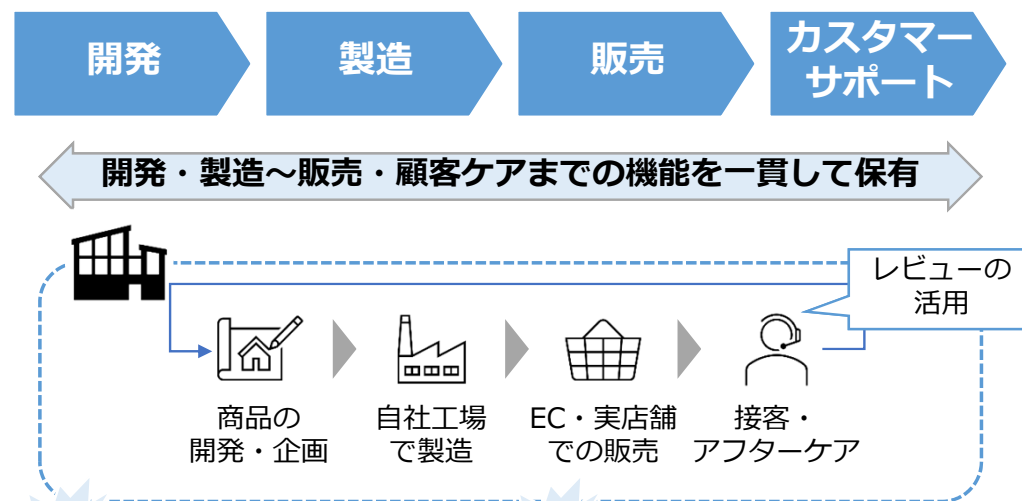 開発
製造
販売
カスタマー
サポート
開発・製造～販売・顧客ケアまでの機能を一貫して保有
レビューの
活用
商品の
開発・企画
自社工場
で製造
EC・実店舗
での販売
接客・
アフターケア